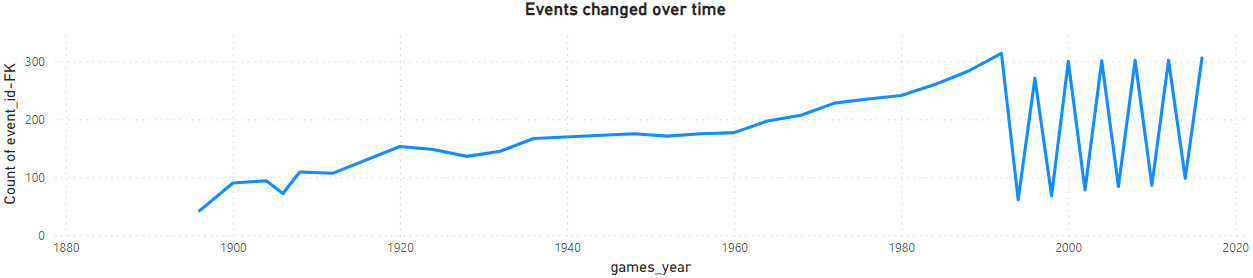 Events changed over time
Count of event_id-FK
300
200
100
0
1880 1900 1920 1940 1960 1980 2000 2020
games_year